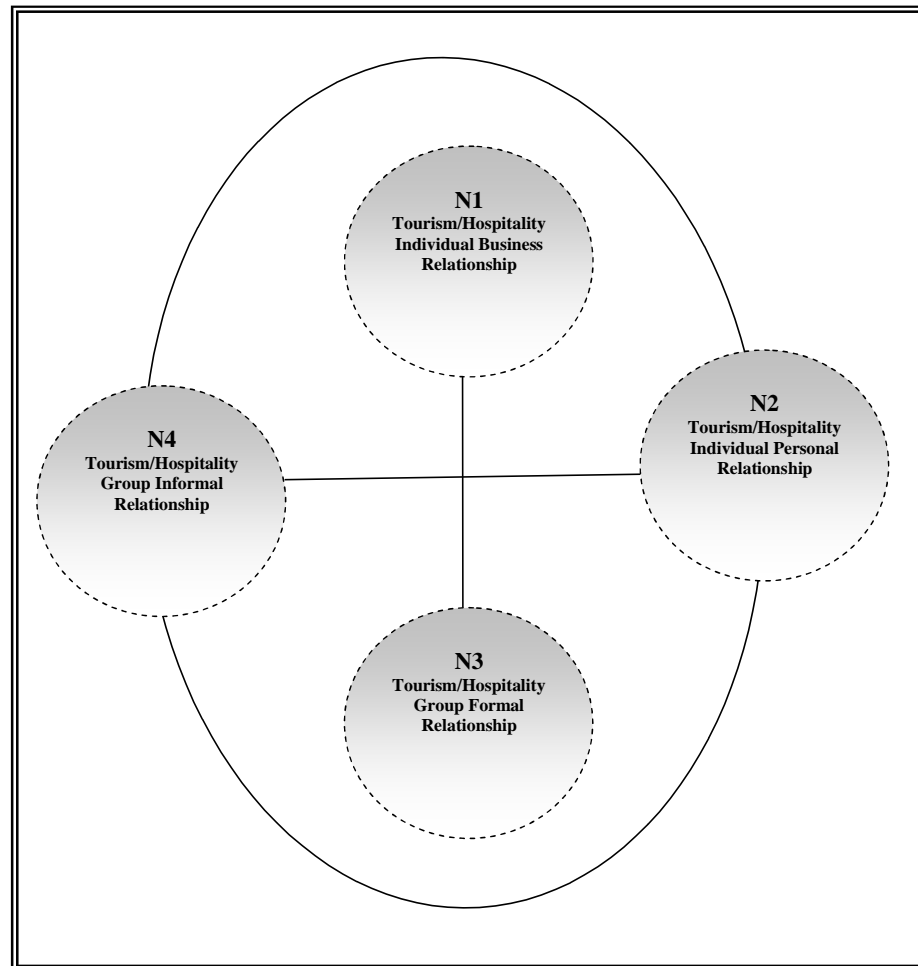 N1
Tourism/Hospitality
Individual Business
Relationship
N2
Tourism/Hospitality
Individual Personal
Relationship
N4
Tourism/Hospitality
Group Informal
Relationship
N3
Tourism/Hospitality
Group Formal
Relationship